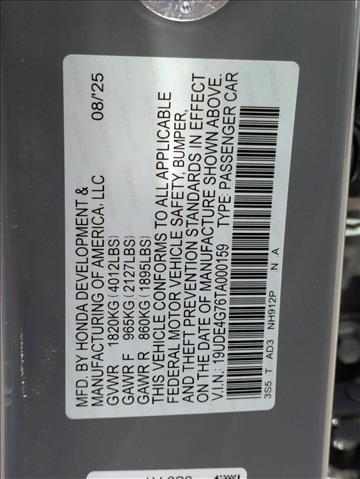 MFD. BY HONDA DEVELOPMENT & 08/'25
MANUFACTURING OF AMERICA, LLC
GVWR 1820KG (4012LBS)
GAWR F 965KG (2127LBS)
GAWR R 860KG (1895LBS)
THIS VEHICLE CONFORMS TO ALL APPLICABLE
FEDERAL MOTOR VEHICLE SAFETY, BUMPER,
AND THEFT PREVENTION STANDARDS IN EFFECT
ON THE DATE OF MANUFACTURE SHOWN ABOVE.
V.I.N.: 19UDE4G76TA000159 TYPE: PASSENGER CAR
3S5 T AD3 NH912P N A